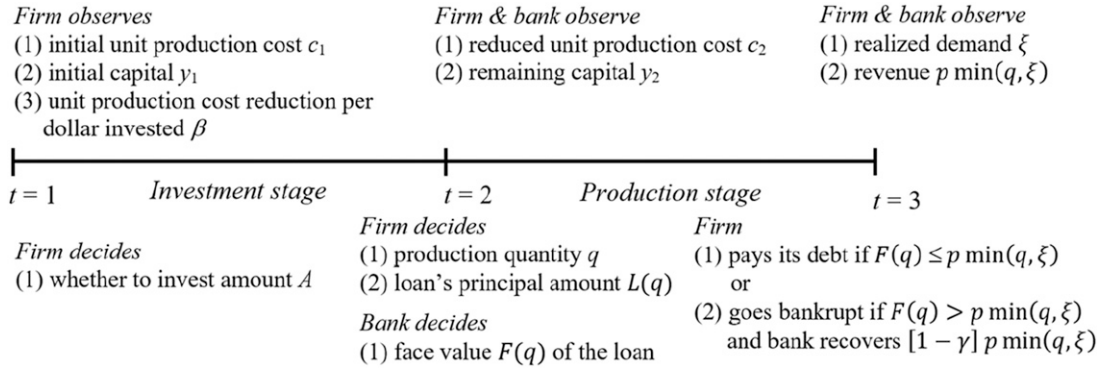 Firm observes
(1) initial unit production cost c₁
(2) initial capital y₁
(3) unit production cost reduction per
dollar invested β
Firm & bank observe
(1) reduced unit production cost c₂
(2) remaining capital y₂
Firm & bank observe
(1) realized demand ξ
(2) revenue p min(q,ξ)
t = 1
Investment stage
t = 2
Production stage
t = 3
Firm decides
(1) whether to invest amount A
Firm decides
(1) production quantity q
(2) loan's principal amount L(q)
Bank decides
(1) face value F(q) of the loan
Firm
(1) pays its debt if F(q) ≤ p min(q,ξ)
or
(2) goes bankrupt if F(q) > p min(q,ξ)
and bank recovers [1 − γ] p min(q,ξ)